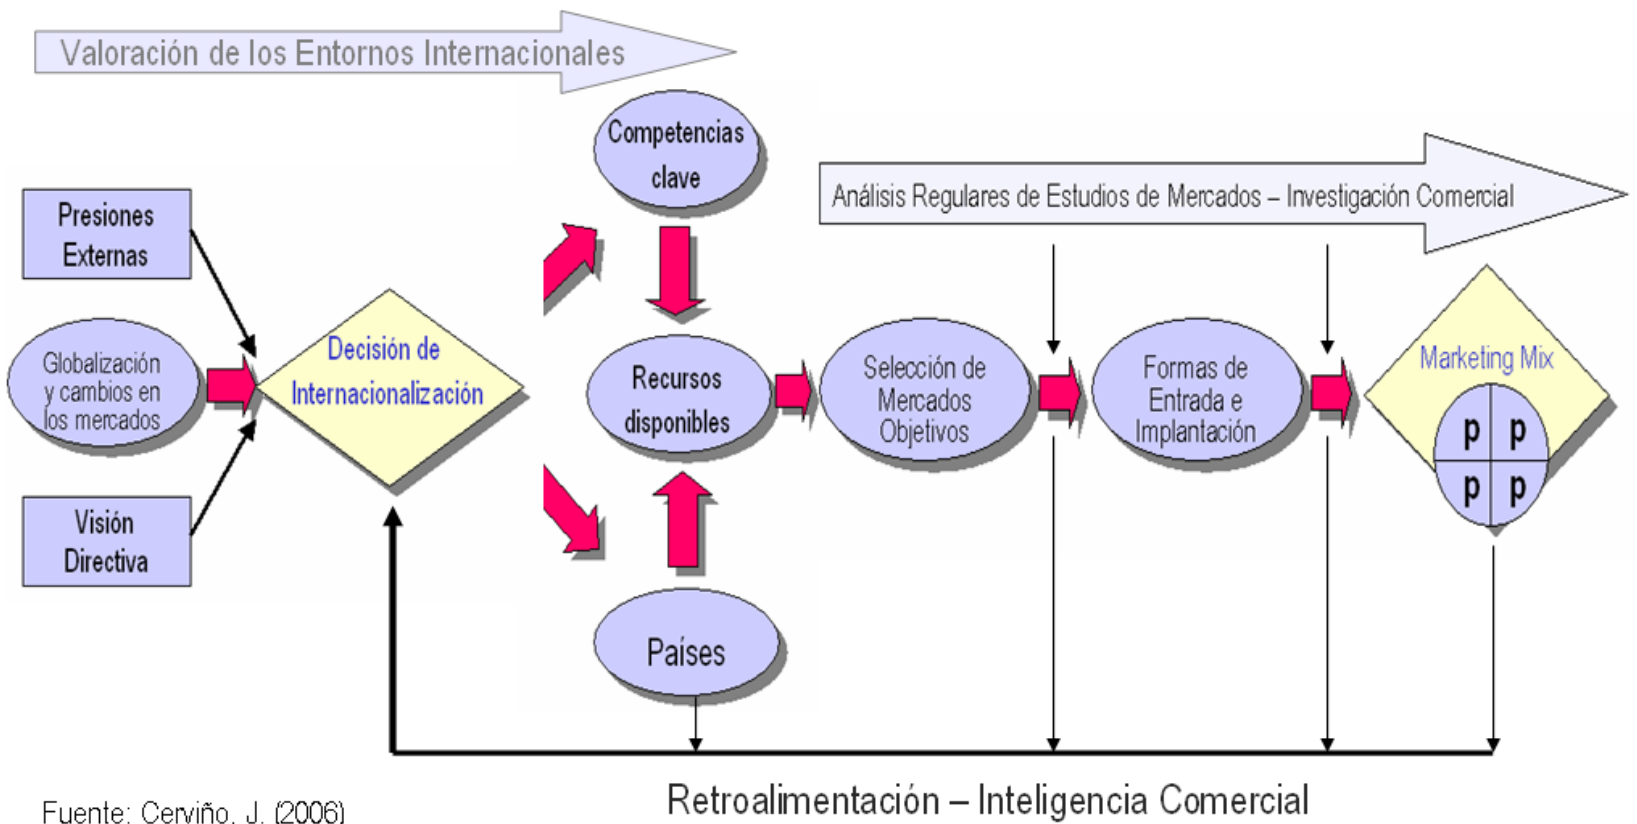 Valoración de los Entornos Internacionales
Competencias
clave
Análisis Regulares de Estudios de Mercados – Investigación Comercial
Presiones
Externas
Globalización
y cambios en
los mercados
Decisión de
Internacionalización
Recursos
disponibles
Selección de
Mercados
Objetivos
Formas de
Entrada e
Implantación
Marketing Mix
p p
p p
Visión
Directiva
Países
Retroalimentación – Inteligencia Comercial
Fuente: Cerviño, J. (2006)